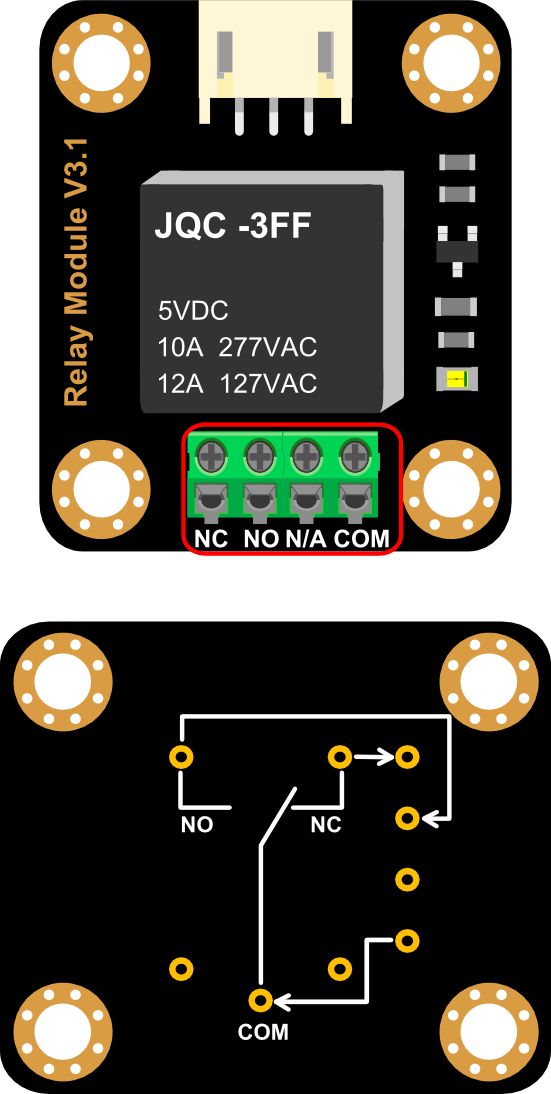 Relay Module V3.1
JQC -3FF
5VDC
10A 277VAC
12A 127VAC
NC NO N/A COM
NO NC
COM